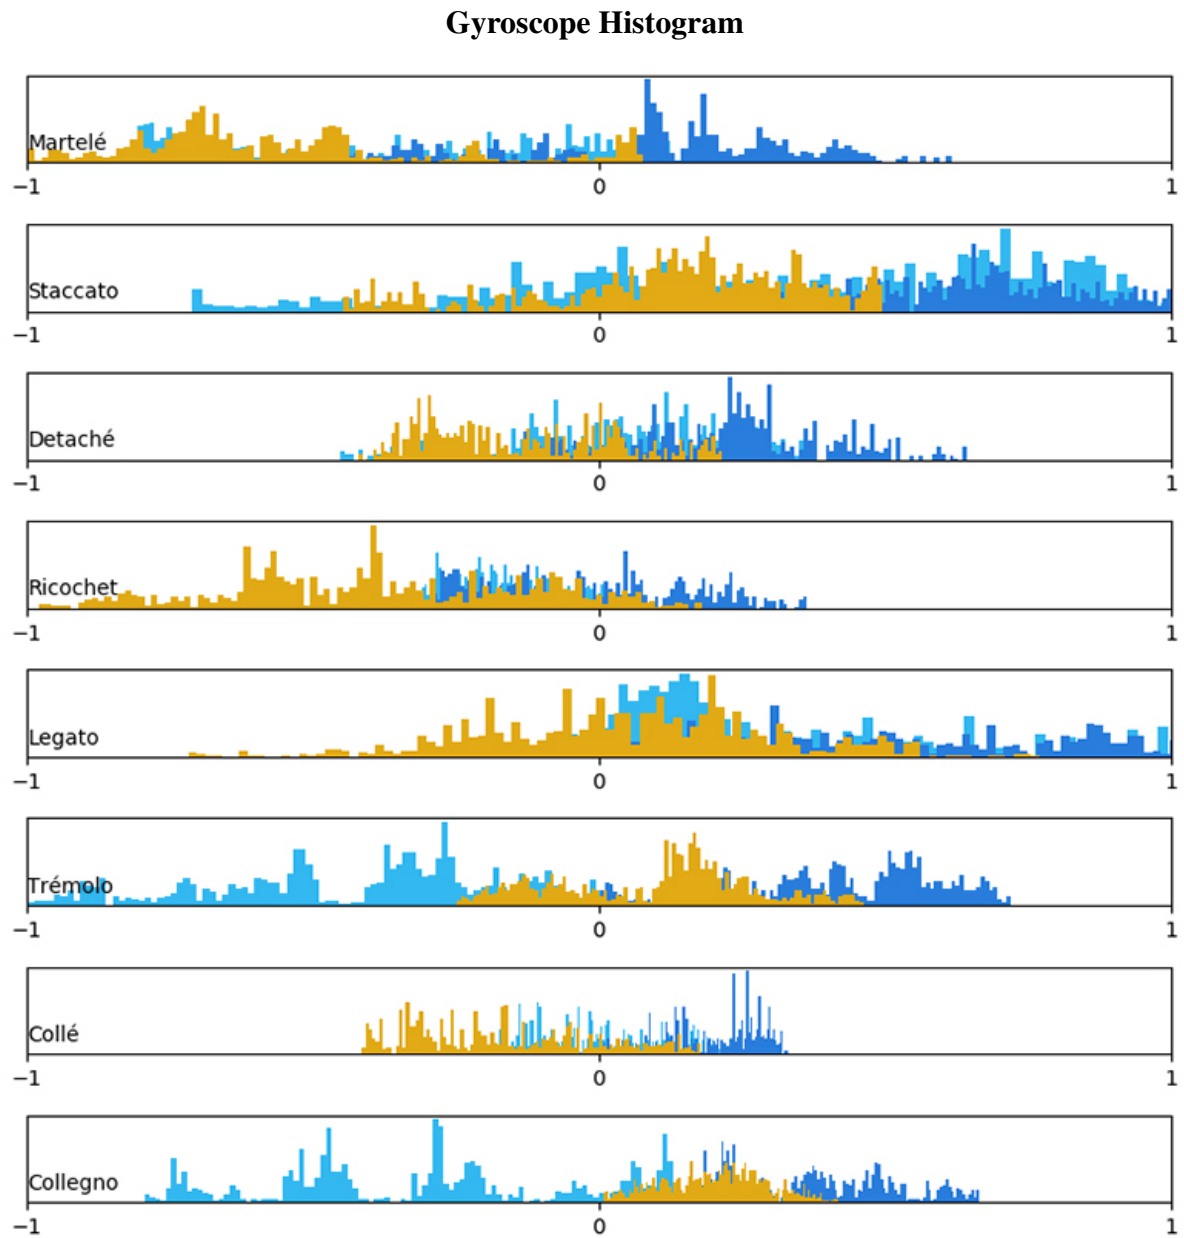 Gyroscope Histogram
Martelé
−1 0 1
Staccato
−1 0 1
Detaché
−1 0 1
Ricochet
−1 0 1
Legato
−1 0 1
Trémolo
−1 0 1
Collé
−1 0 1
Collegno
−1 0 1